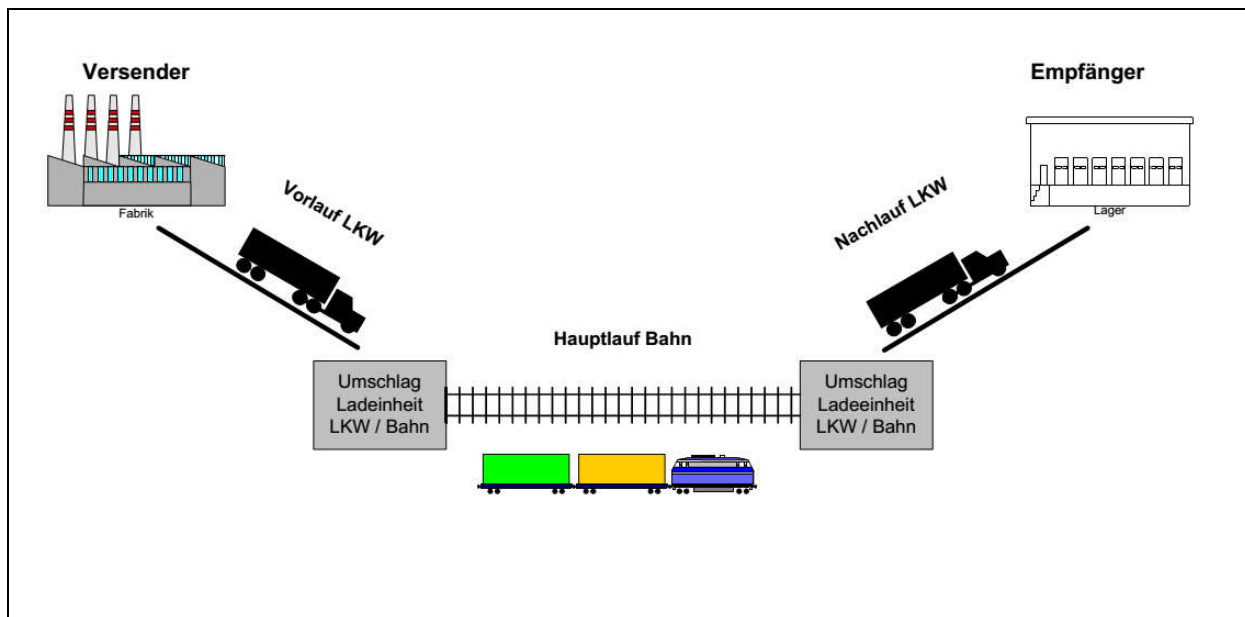 Versender
Empfänger
Fabrik
Lager
Vorlauf LKW
Nachlauf LKW
Hauptlauf Bahn
Umschlag
Ladeinheit
LKW / Bahn
Umschlag
Ladeeinheit
LKW / Bahn